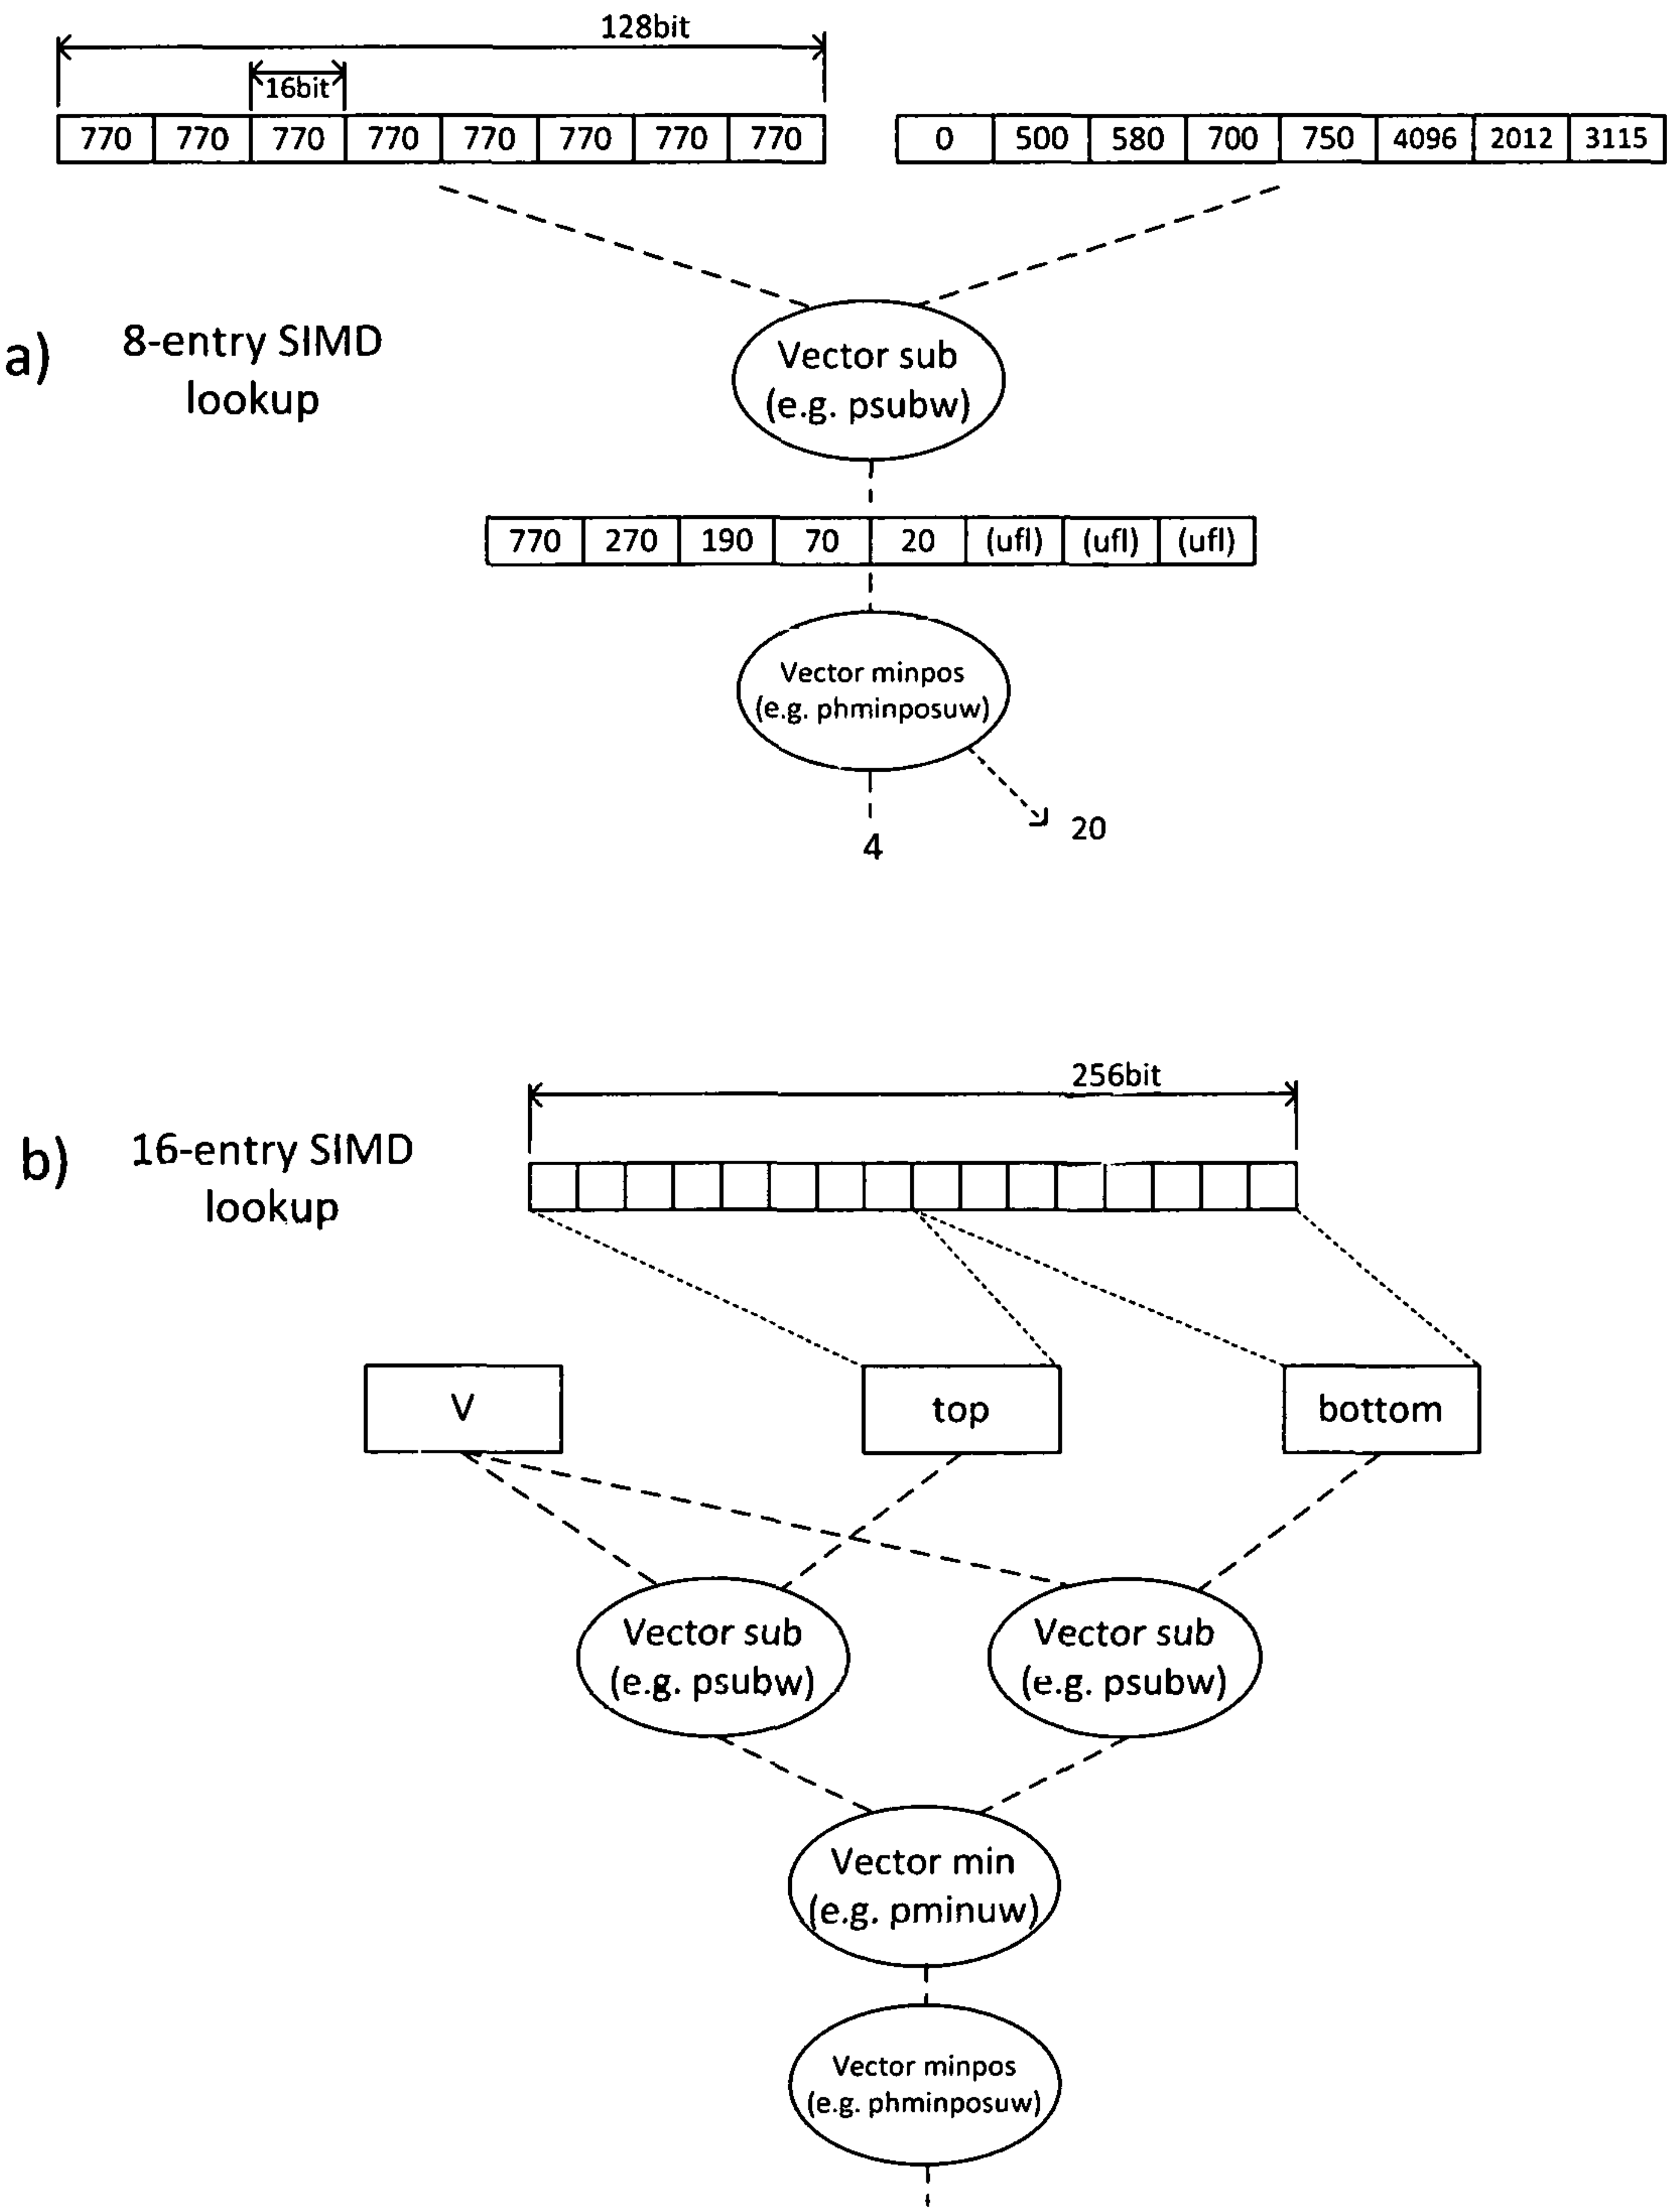 128bit
16bit
770 770 770 770 770 770 770 770
0 500 580 700 750 4096 2012 3115
a) 8-entry SIMD
lookup
Vector sub
(e.g. psubw)
770 270 190 70 20 (ufl) (ufl) (ufl)
Vector minpos
(e.g. phminposuw)
20
4
256bit
b) 16-entry SIMD
lookup
V
top
bottom
Vector sub
(e.g. psubw)
Vector sub
(e.g. psubw)
Vector min
(e.g. pminuw)
Vector minpos
(e.g. phminposuw)